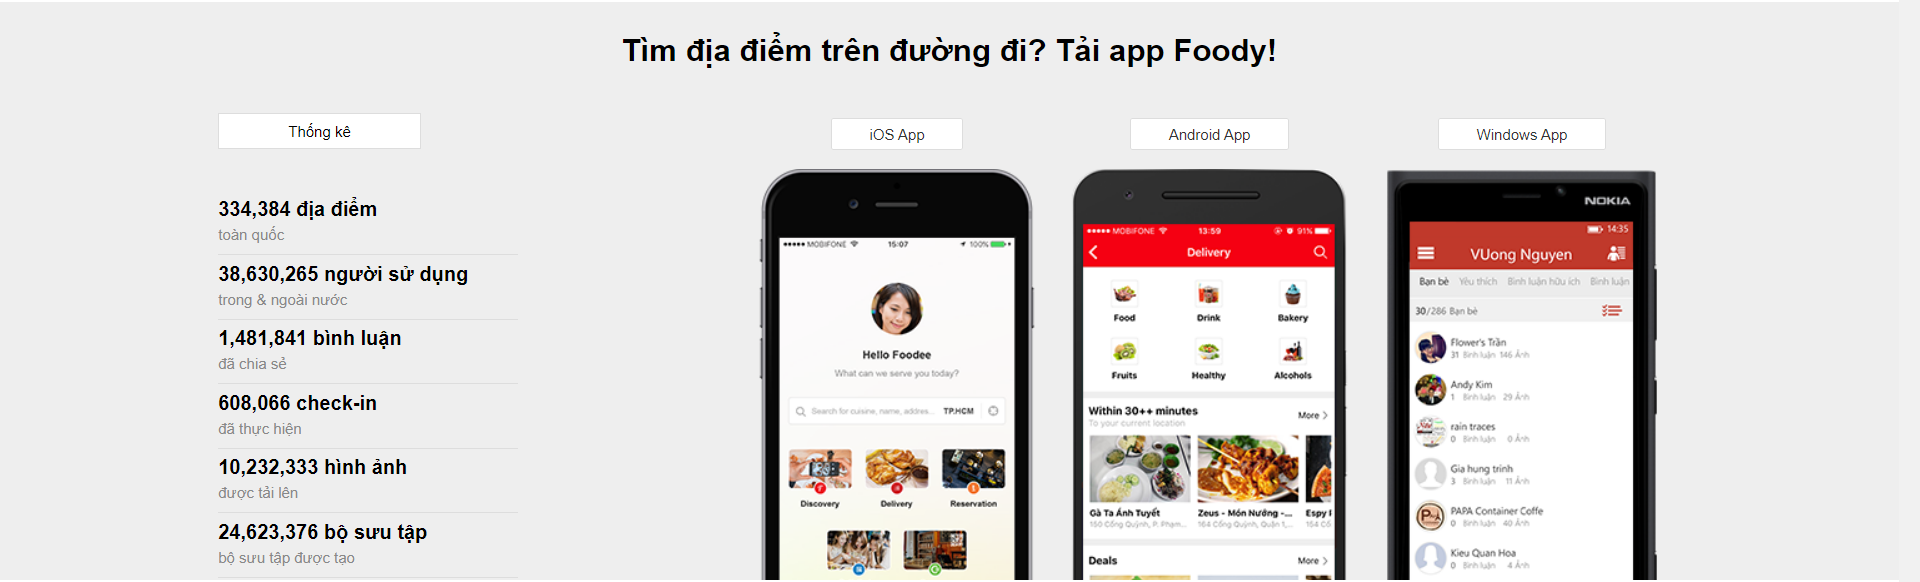 Tìm địa điểm trên đường đi? Tải app Foody!
Thống kê
334,384 địa điểm
toàn quốc
38,630,265 người sử dụng
trong & ngoài nước
1,481,841 bình luận
đã chia sẻ
608,066 check-in
đã thực hiện
10,232,333 hình ảnh
được tải lên
24,623,376 bộ sưu tập
bộ sưu tập được tạo
iOS App
MOBIFONE 15:07 100%
Hello Foodee
What can we serve you today?
Search for cuisine, name, addres... TP.HCM
Discovery Delivery Reservation
Android App
MOBIFONE 13:59 91%
Delivery
Food Drink Bakery
Fruits Healthy Alcohols
Within 30++ minutes More
To your current location
Gà Ta Ánh Tuyết Zeus - Món Nướng -... Espy
150 Cống Quỳnh, P. Phạm... 164 Cống Quỳnh, Quận 1,... 154 C
Deals More
Windows App
NOKIA
14:35
VUong Nguyen
Bạn bè Yêu thích Bình luận hữu ích Bình luận
30/286 Bạn bè
Flower's Trần
31 Bình luận 146 Ảnh
Andy Kim
1 Bình luận 29 Ảnh
rain traces
0 Bình luận 0 Ảnh
Gia hung trinh
3 Bình luận 11 Ảnh
PAPA Container Coffe
0 Bình luận 40 Ảnh
Kieu Quan Hoa
0 Bình luận 4 Ảnh